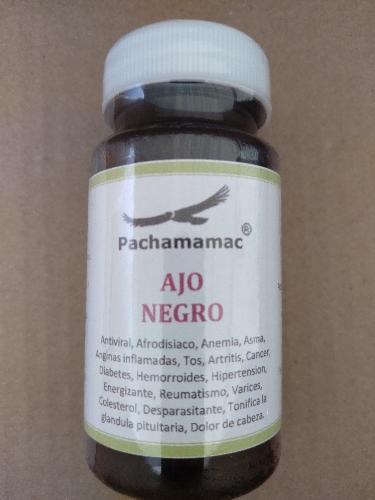 Pachamamac®
AJO
NEGRO
Antiviral, Afrodisiaco, Anemia, Asma,
Anginas inflamadas, Tos, Artritis, Cancer,
Diabetes, Hemorroides, Hipertension,
Energizante, Reumatismo, Varices,
Colesterol, Desparasitante, Tonifica la
glandula pituitaria, Dolor de cabeza.